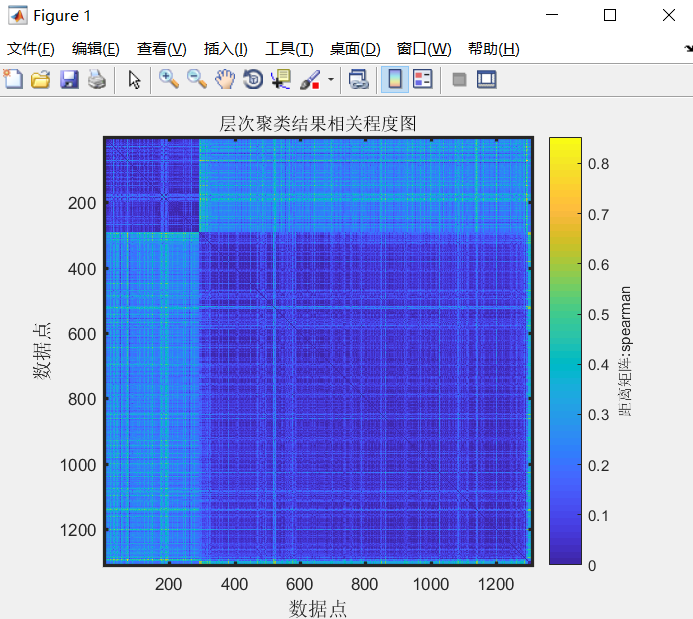 Figure 1
文件(F) 编辑(E) 查看(V) 插入(I) 工具(T) 桌面(D) 窗口(W) 帮助(H)
层次聚类结果相关程度图
200
400
600
800
1000
1200
数据点
200 400 600 800 1000 1200
数据点
0.8
0.7
0.6
0.5
0.4
0.3
0.2
0.1
0
距离矩阵:spearman